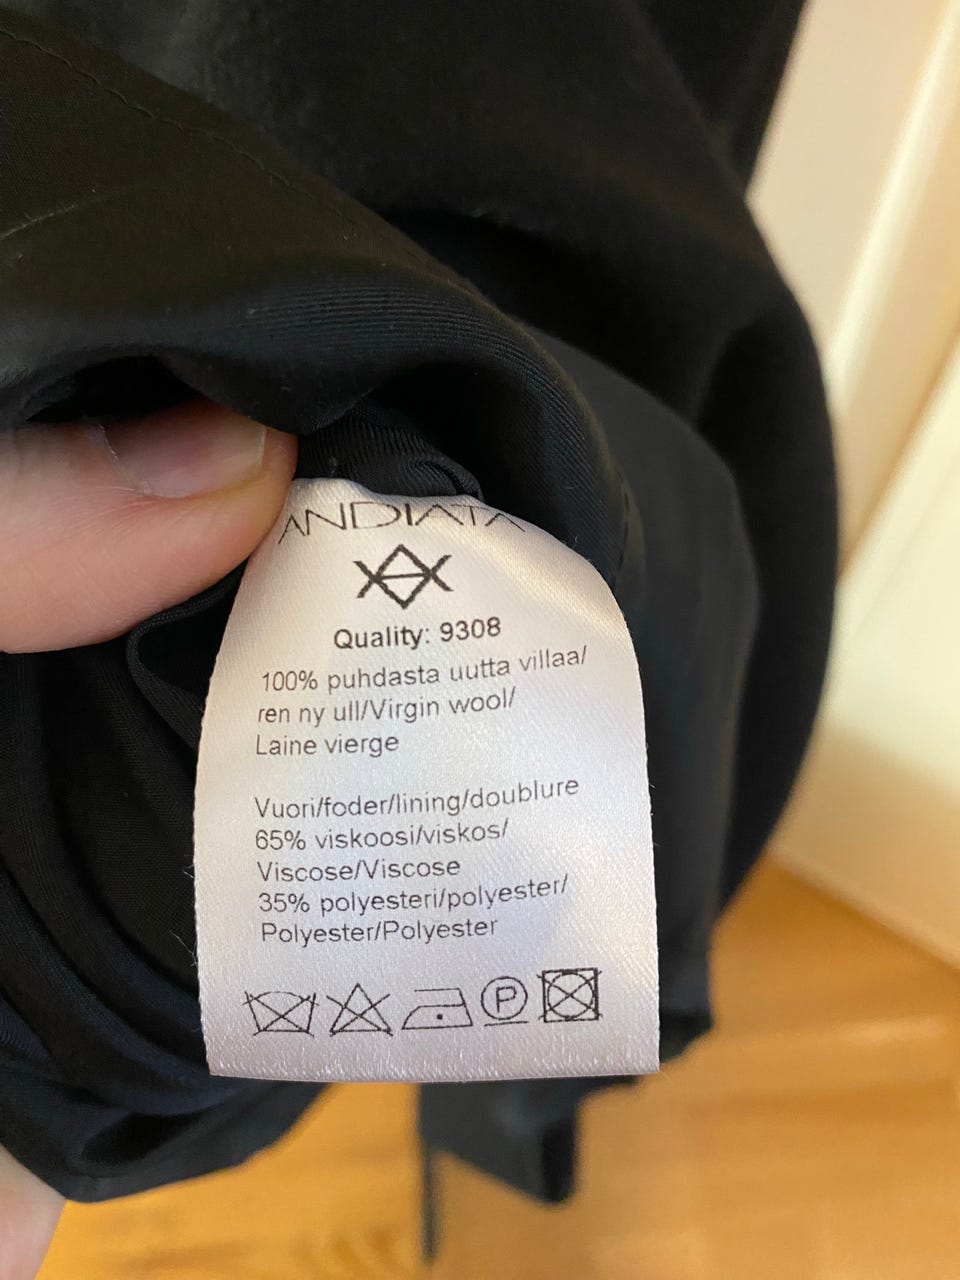 ANDIATA
Quality: 9308
100% puhdasta uutta villaa/
ren ny ull/Virgin wool/
Laine vierge
Vuori/foder/lining/doublure
65% viskoosi/viskos/
Viscose/Viscose
35% polyesteri/polyester/
Polyester/Polyester
P